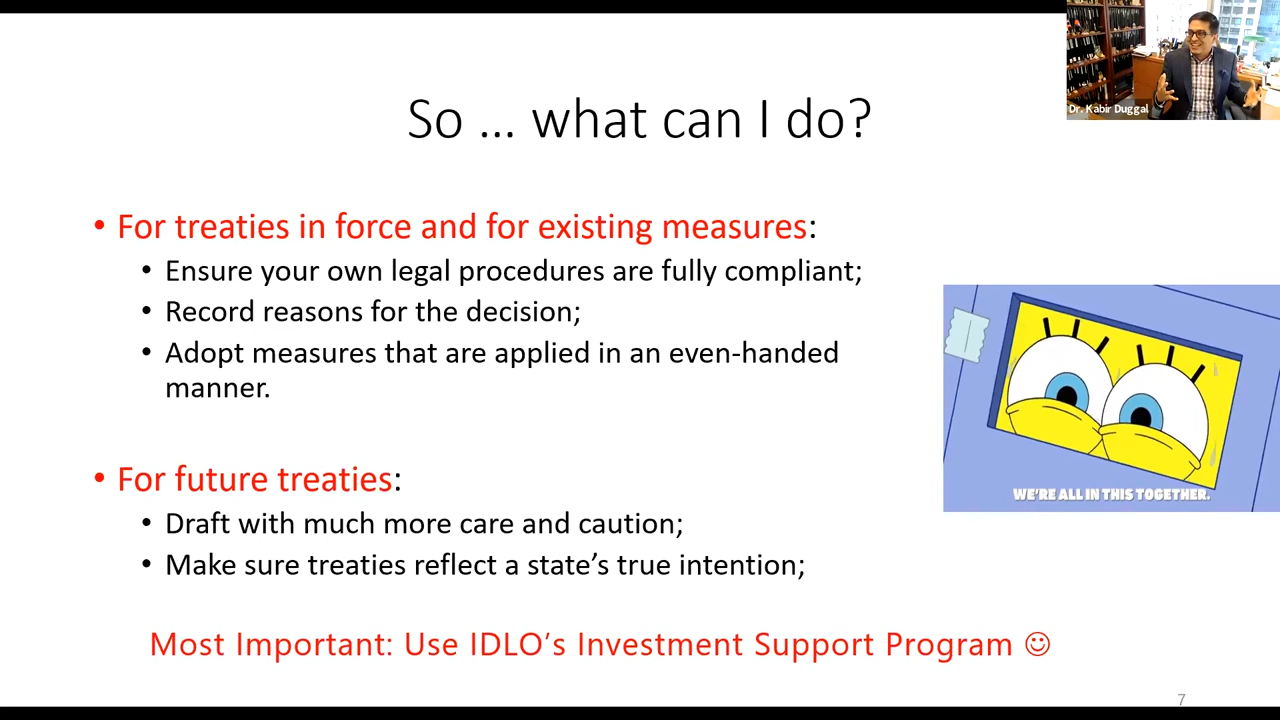 Dr. Kabir Duggal
So ... what can I do?
• For treaties in force and for existing measures:
• Ensure your own legal procedures are fully compliant;
• Record reasons for the decision;
• Adopt measures that are applied in an even-handed
manner.
• For future treaties:
• Draft with much more care and caution;
• Make sure treaties reflect a state’s true intention;
WE'RE ALL IN THIS TOGETHER.
Most Important: Use IDLO’s Investment Support Program ☺
7